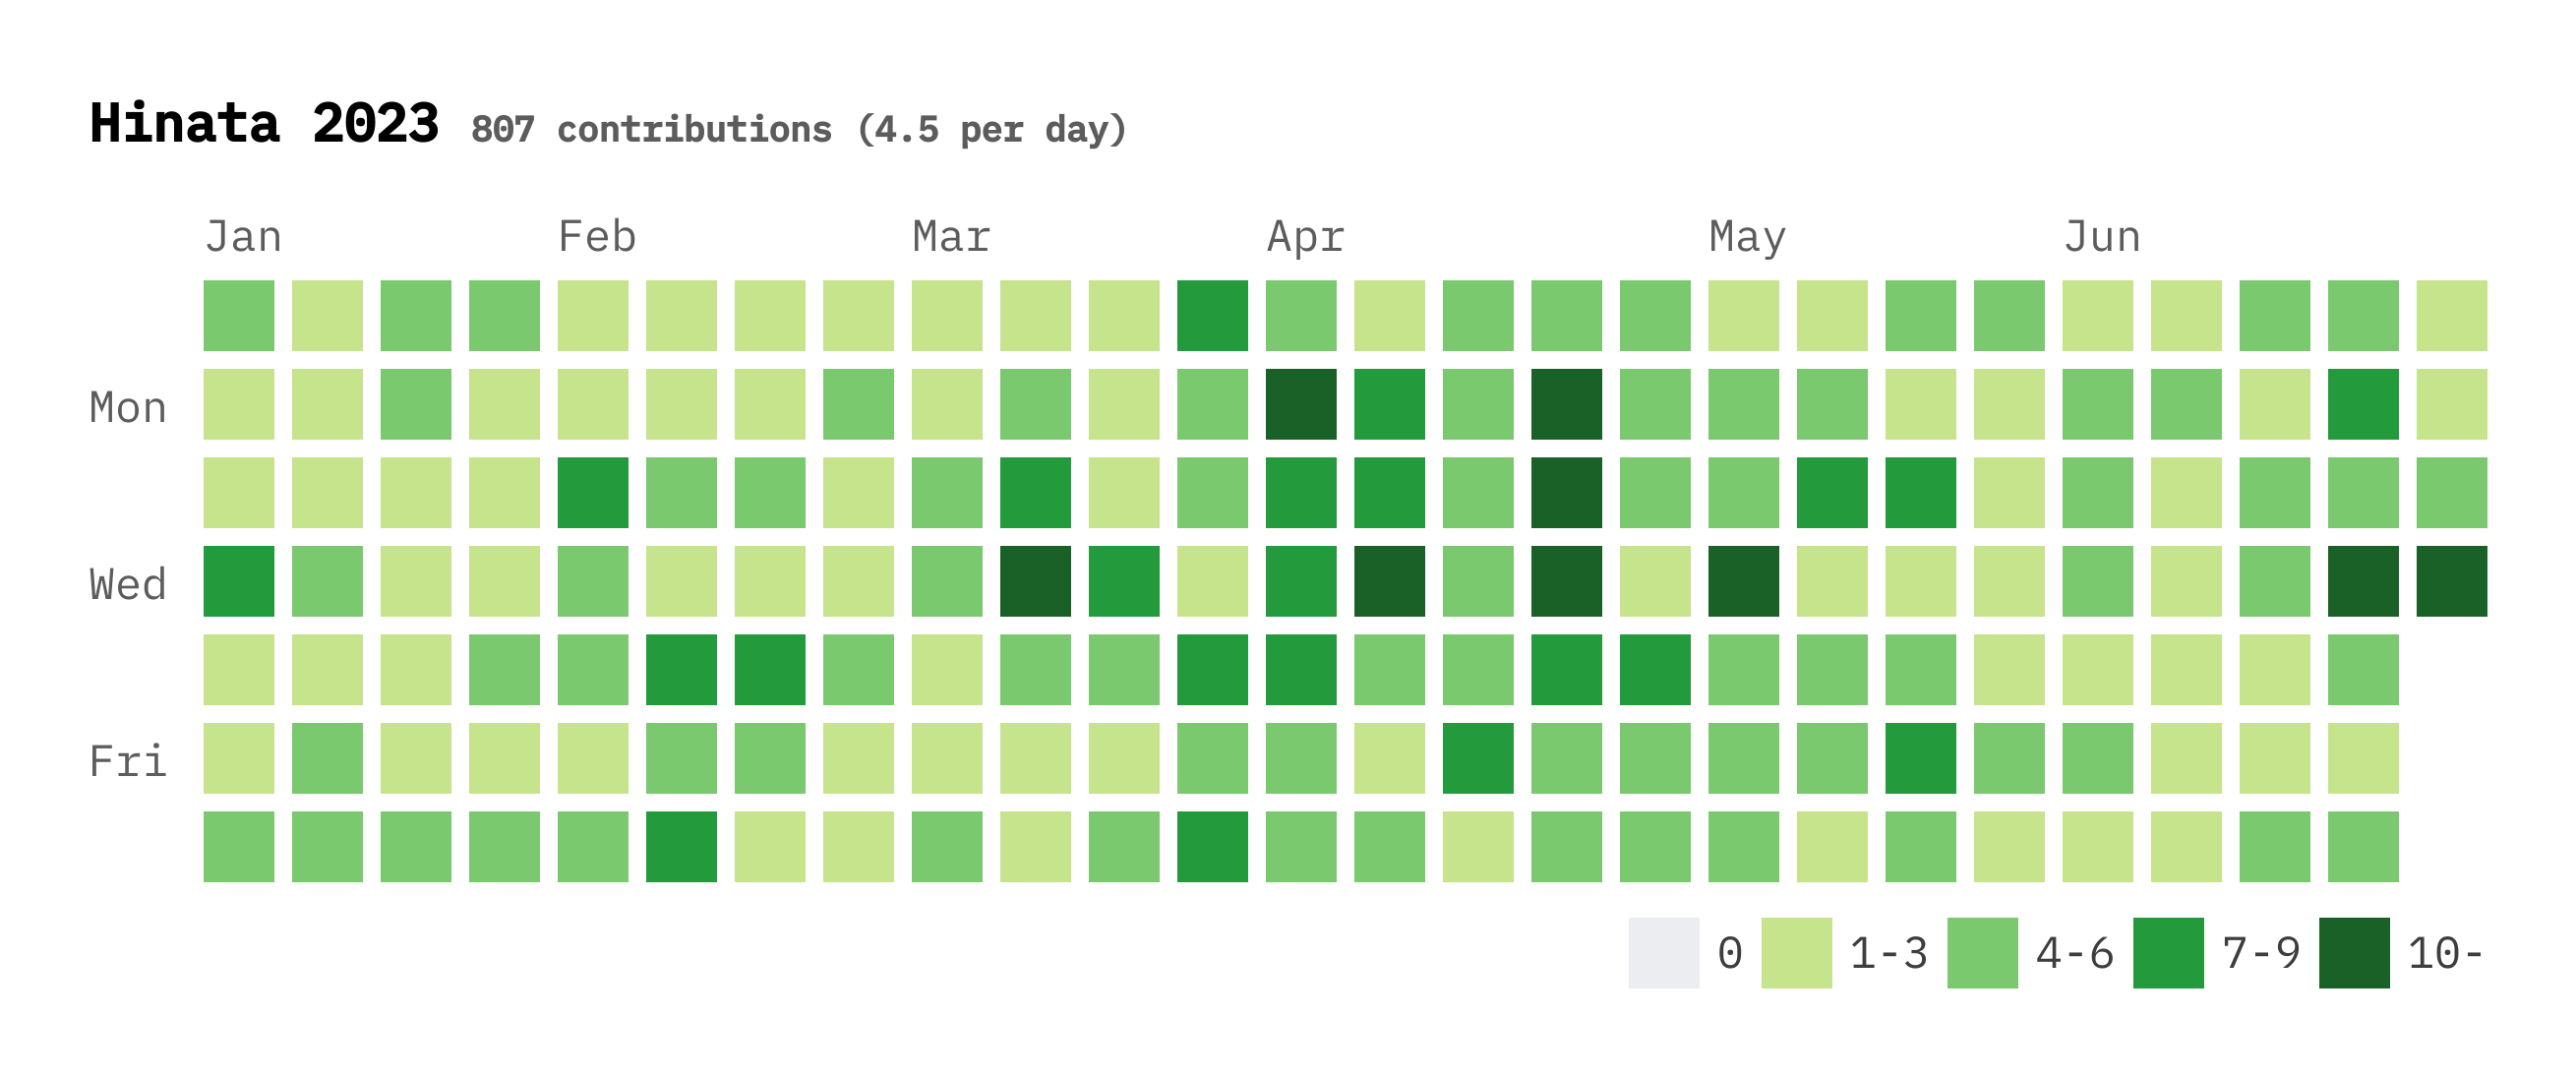 Hinata 2023 807 contributions (4.5 per day)
Jan Feb Mar Apr May Jun
Mon
Wed
Fri
0 1-3 4-6 7-9 10-